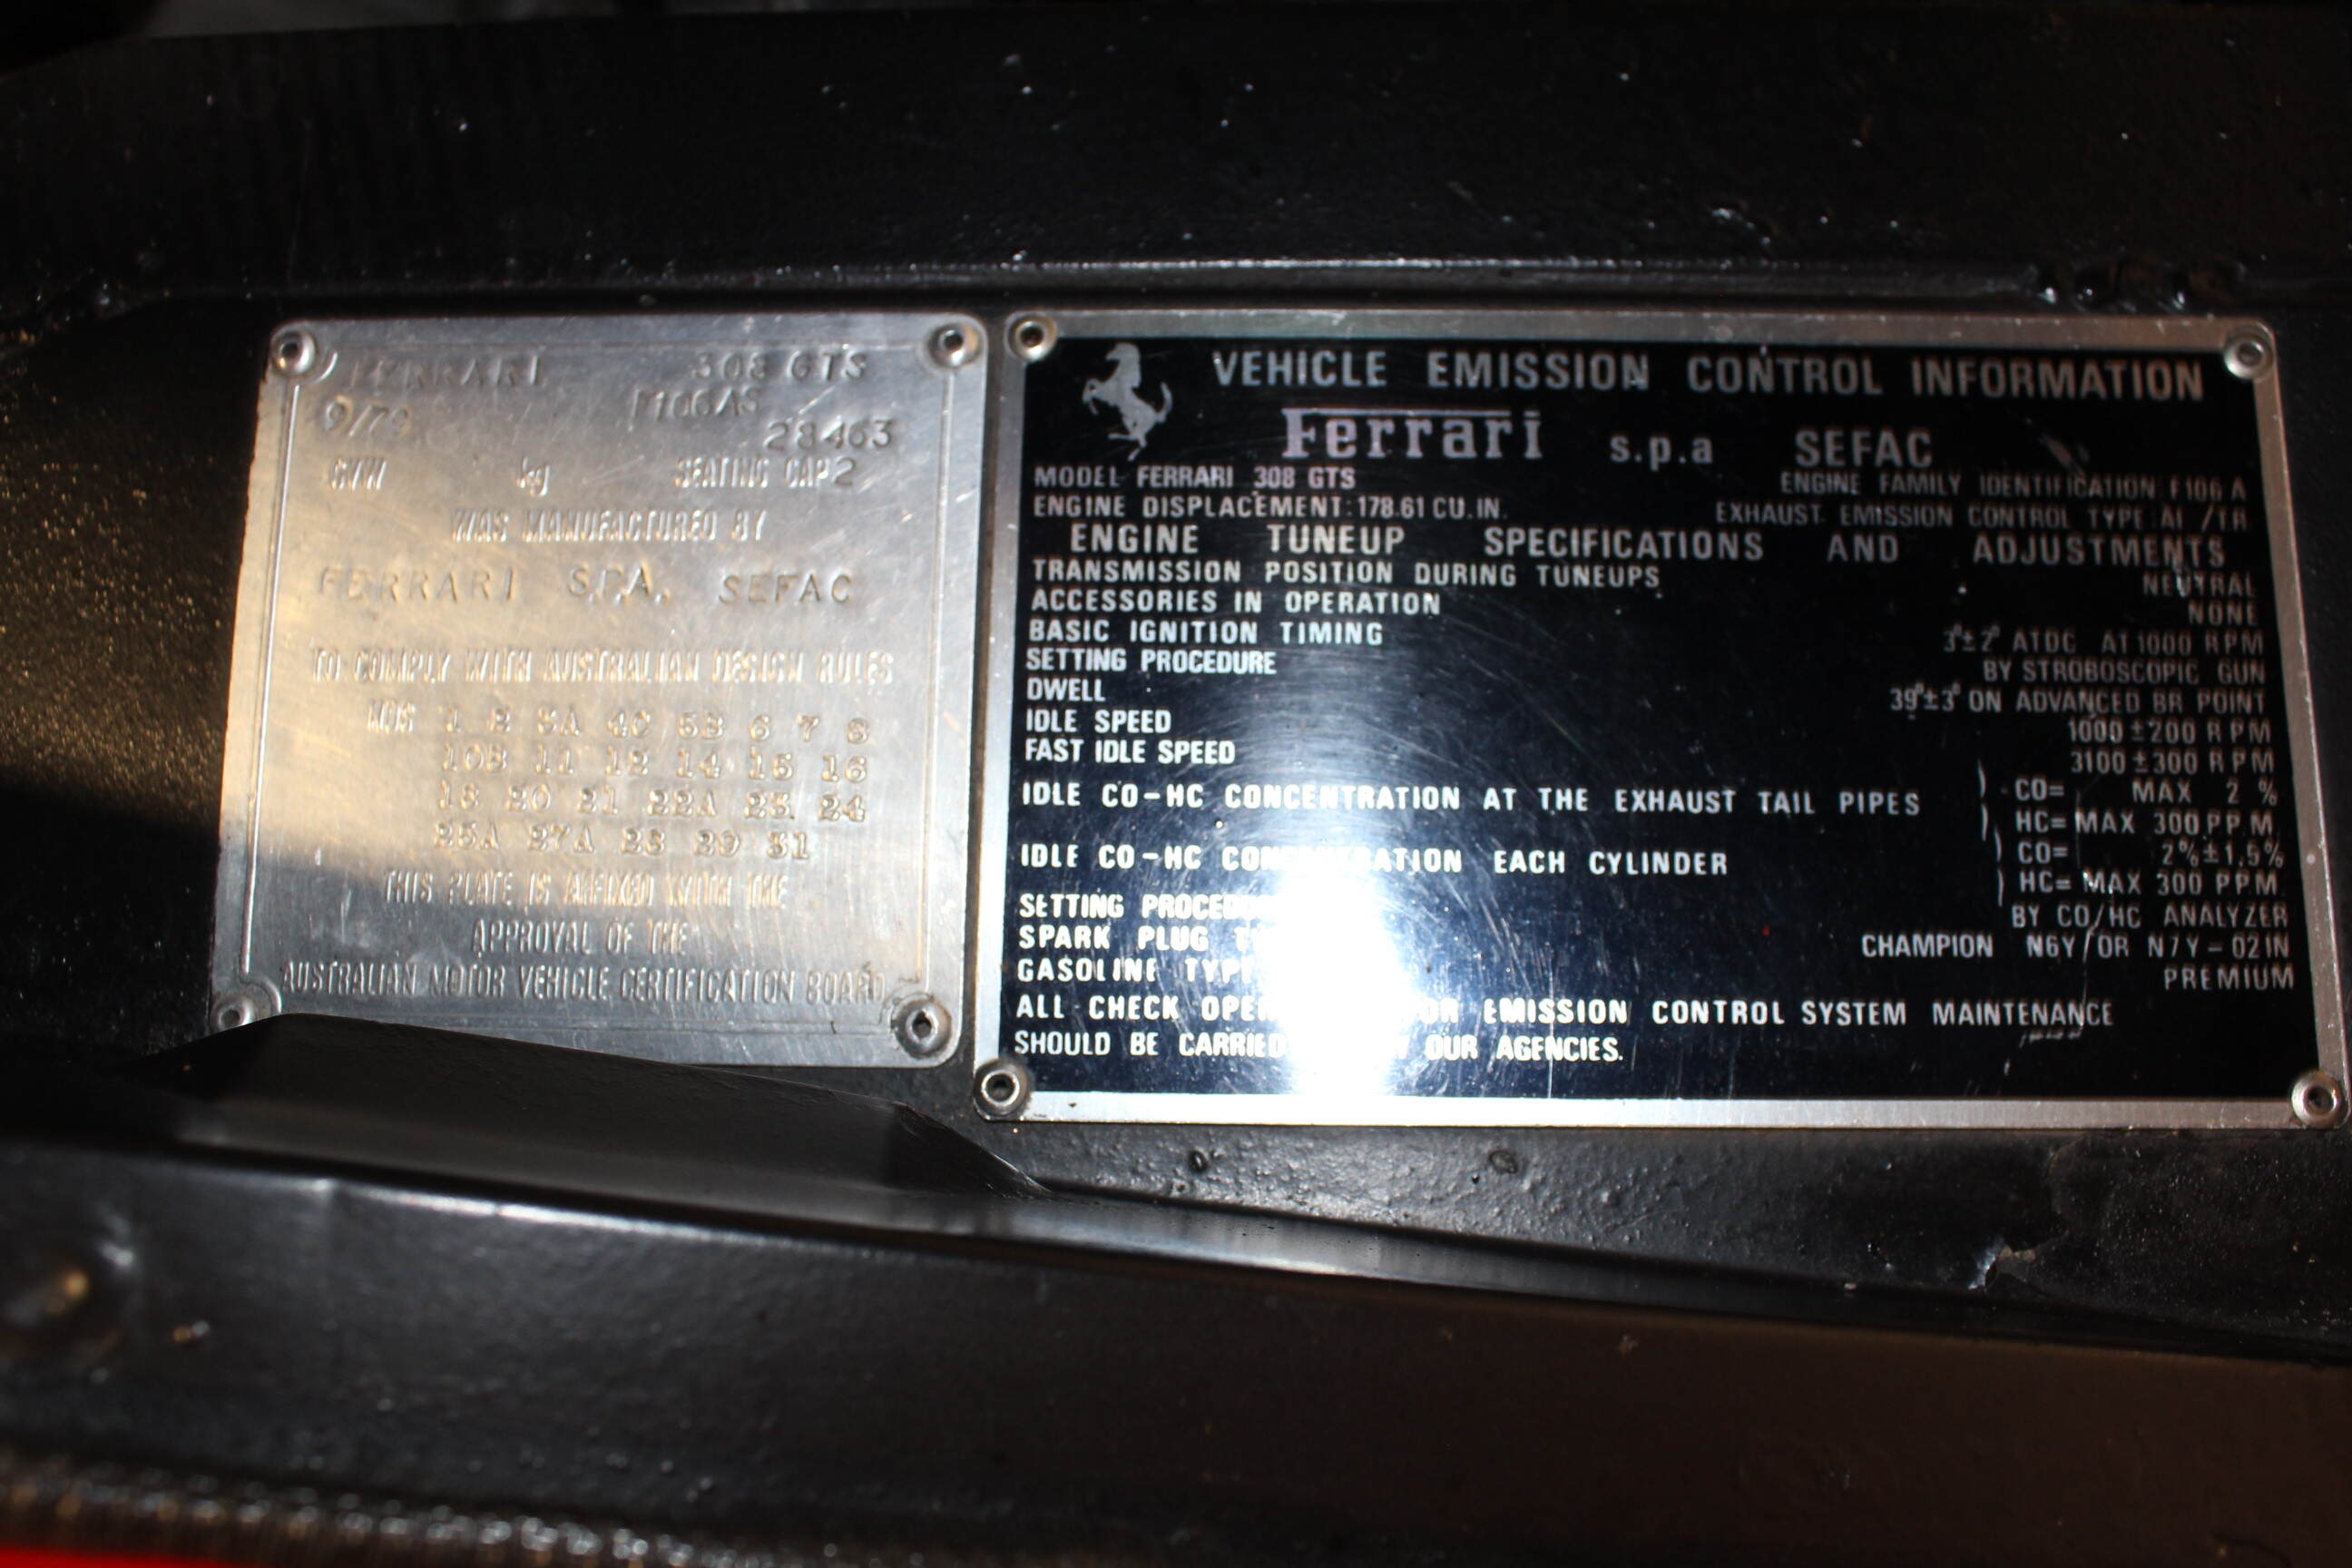 FERRARI 308 GTS
9/79 F106AS
28463
GVW kg SEATING CAP 2
WAS MANUFACTURED BY
FERRARI S.P.A. SEFAC
TO COMPLY WITH AUSTRALIAN DESIGN RULES
NOS 1 2 3A 4C 5B 6 7 8
10B 11 12 14 15 16
18 20 21 22A 23 24
25A 27A 28 29 31
THIS PLATE IS AFFIXED WITH THE
APPROVAL OF THE
AUSTRALIAN MOTOR VEHICLE CERTIFICATION BOARD
VEHICLE EMISSION CONTROL INFORMATION
Ferrari s.p.a SEFAC
MODEL FERRARI 308 GTS ENGINE FAMILY IDENTIFICATION: F106 A
ENGINE DISPLACEMENT: 178.61 CU.IN. EXHAUST EMISSION CONTROL TYPE: AI /
ENGINE TUNEUP SPECIFICATIONS AND ADJUSTMENTS
TRANSMISSION POSITION DURING TUNEUPS NEUTRAL
ACCESSORIES IN OPERATION NONE
BASIC IGNITION TIMING 3°±2° ATDC AT 1000 RPM
SETTING PROCEDURE BY STROBOSCOPIC GUN
DWELL 39°±3° ON ADVANCED BR POINT
IDLE SPEED 1000 ±200 RPM
FAST IDLE SPEED 3100 ±300 RPM
IDLE CO-HC CONCENTRATION AT THE EXHAUST TAIL PIPES ) CO= MAX 2 %
) HC= MAX 300 PPM
IDLE CO-HC CONCENTRATION EACH CYLINDER ) CO= 2%±1,5%
) HC= MAX 300 PPM
SETTING PROCEDURE BY CO/HC ANALYZER
SPARK PLUG CHAMPION N6Y OR N7Y - 02 IN
GASOLINE TYPE PREMIUM
ALL CHECK EMISSION CONTROL SYSTEM MAINTENANCE
SHOULD BE CARRIED OUR AGENCIES.